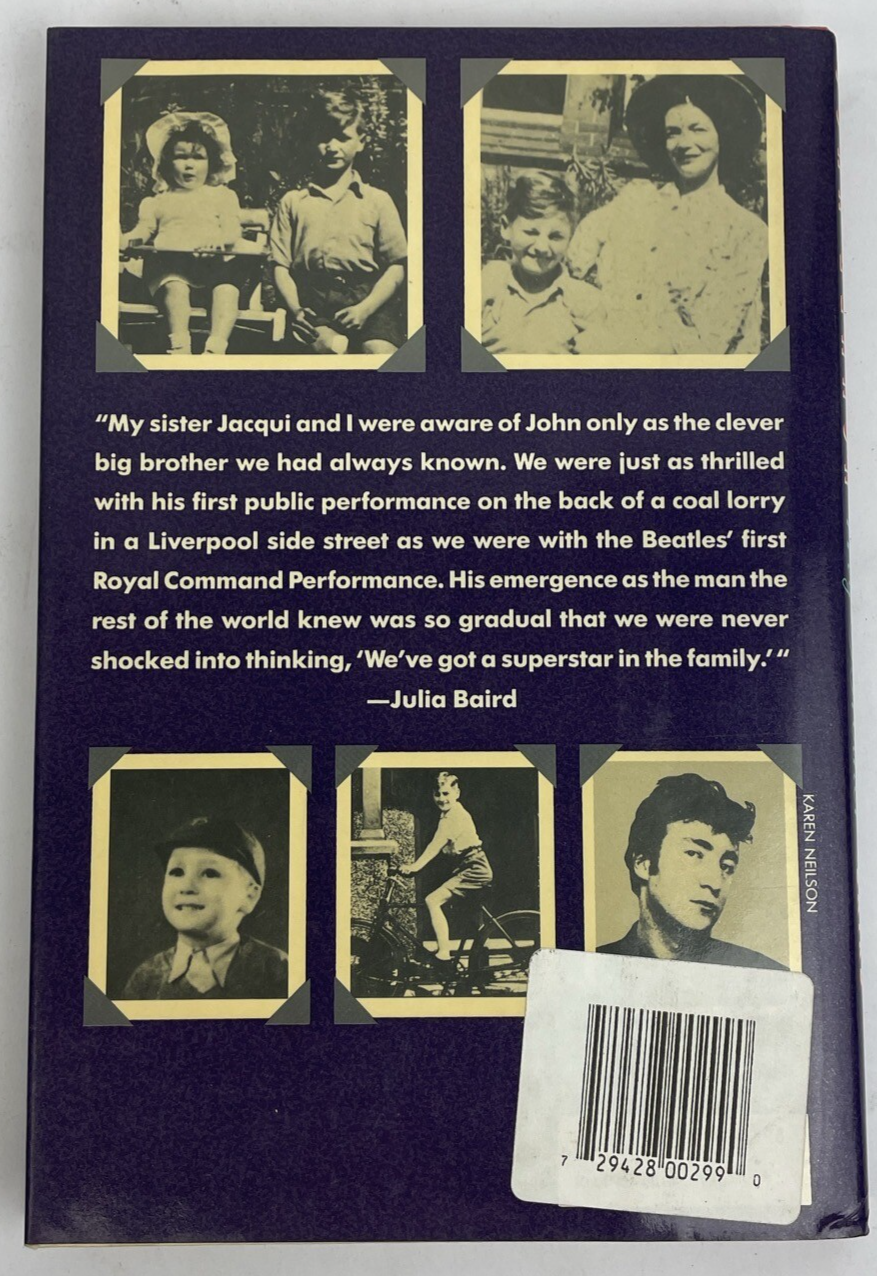 “My sister Jacqui and I were aware of John only as the clever
big brother we had always known. We were just as thrilled
with his first public performance on the back of a coal lorry
in a Liverpool side street as we were with the Beatles’ first
Royal Command Performance. His emergence as the man the
rest of the world knew was so gradual that we were never
shocked into thinking, ‘We’ve got a superstar in the family.’ “
—Julia Baird
KAREN NEILSON
7 29428 00299 0